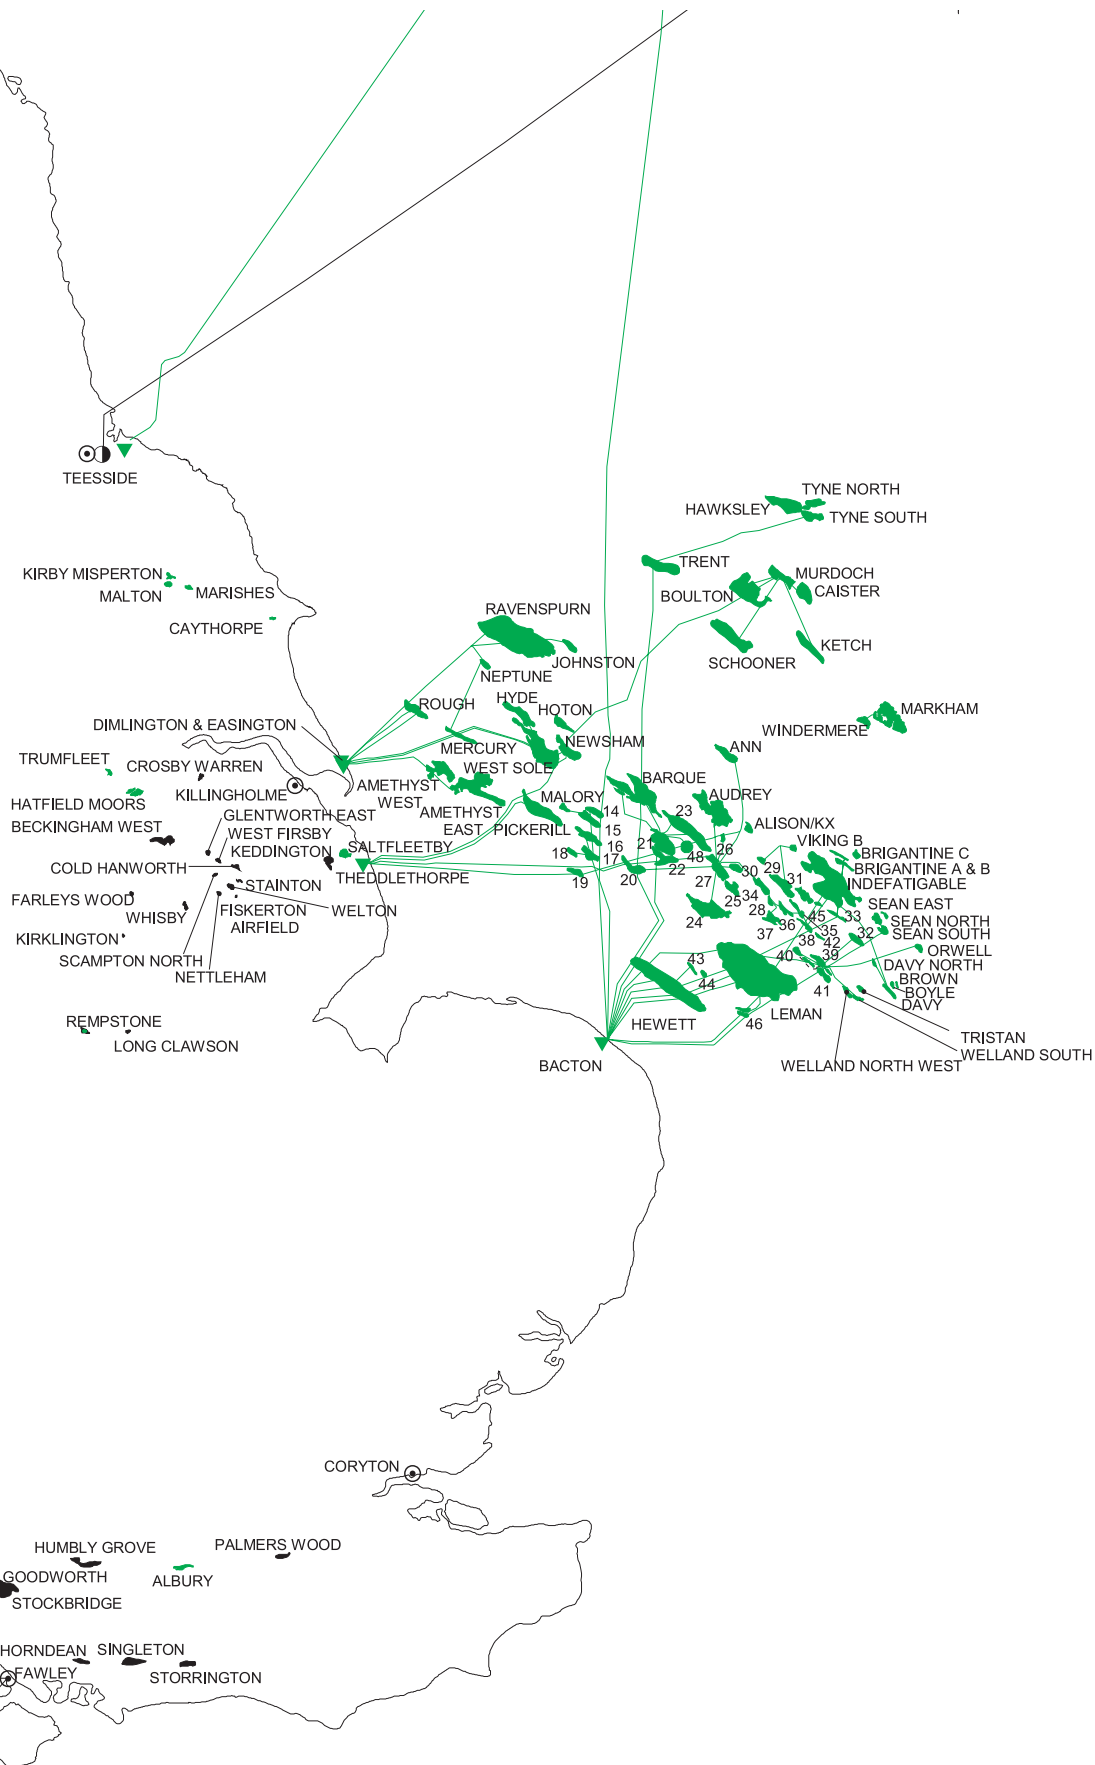 TEESSIDE
TYNE NORTH
HAWKSLEY
TYNE SOUTH
TRENT
MURDOCH
BOULTON
CAISTER
KIRBY MISPERTON
MALTON
MARISHES
CAYTHORPE
RAVENSPURN
JOHNSTON
SCHOONER
KETCH
NEPTUNE
ROUGH
HYDE
HOTON
MARKHAM
WINDERMERE
DIMLINGTON & EASINGTON
MERCURY
NEWSHAM
WEST SOLE
ANN
TRUMFLEET
CROSBY WARREN
KILLINGHOLME
AMETHYST
WEST
BARQUE
HATFIELD MOORS
MALORY
14
23
AUDREY
GLENTWORTH EAST
AMETHYST
EAST
PICKERILL
15
ALISON/KX
BECKINGHAM WEST
WEST FIRSBY
KEDDINGTON
SALTFLEETBY
16
21
48
26
VIKING B
18
17
22
BRIGANTINE C
COLD HANWORTH
THEDDLETHORPE
19
20
27
30
29
31
BRIGANTINE A & B
INDEFATIGABLE
STAINTON
FARLEYS WOOD
WHISBY
FISKERTON
AIRFIELD
WELTON
25
34
24
28
36
37
45
33
SEAN EAST
SEAN NORTH
SEAN SOUTH
KIRKLINGTON
38
35
42
32
SCAMPTON NORTH
NETTLEHAM
43
44
40
39
41
ORWELL
DAVY NORTH
BROWN
BOYLE
DAVY
REMPSTONE
LONG CLAWSON
HEWETT
46
LEMAN
TRISTAN
WELLAND SOUTH
WELLAND NORTH WEST
BACTON
CORYTON
HUMBLY GROVE
PALMERS WOOD
GOODWORTH
ALBURY
STOCKBRIDGE
HORNDEAN
SINGLETON
FAWLEY
STORRINGTON